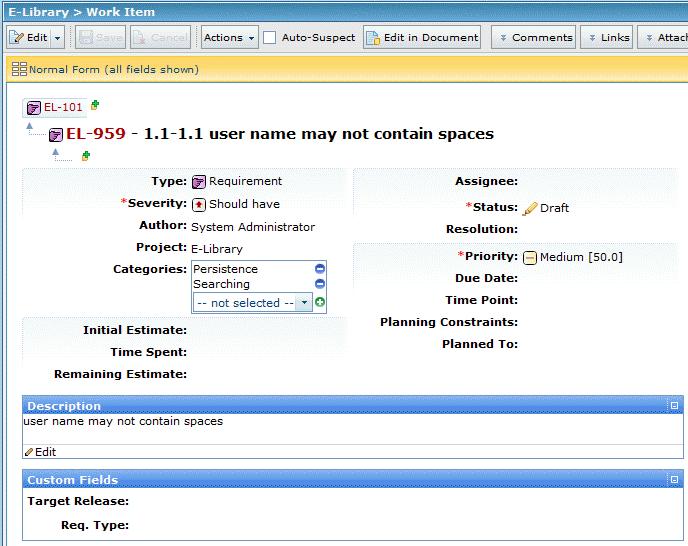 E-Library > Work Item
Edit Save Cancel Actions Auto-Suspect Edit in Document Comments Links Attach
Normal Form (all fields shown)
EL-101
EL-959 - 1.1-1.1 user name may not contain spaces
Type: Requirement
*Severity: Should have
Author: System Administrator
Project: E-Library
Categories: Persistence
Searching
-- not selected --
Initial Estimate:
Time Spent:
Remaining Estimate:
Assignee:
*Status: Draft
Resolution:
*Priority: Medium [50.0]
Due Date:
Time Point:
Planning Constraints:
Planned To:
Description
user name may not contain spaces
Edit
Custom Fields
Target Release:
Req. Type: